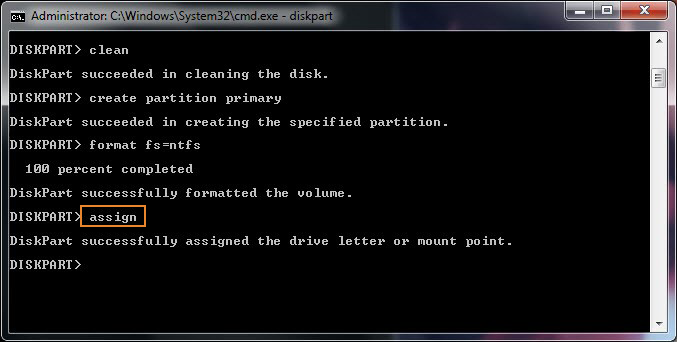 Administrator: C:\Windows\System32\cmd.exe - diskpart
DISKPART> clean
DiskPart succeeded in cleaning the disk.
DISKPART> create partition primary
DiskPart succeeded in creating the specified partition.
DISKPART> format fs=ntfs
100 percent completed
DiskPart successfully formatted the volume.
DISKPART> assign
DiskPart successfully assigned the drive letter or mount point.
DISKPART>